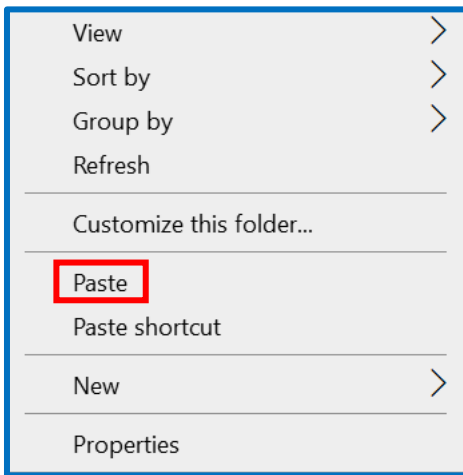 View
Sort by
Group by
Refresh
Customize this folder...
Paste
Paste shortcut
New
Properties